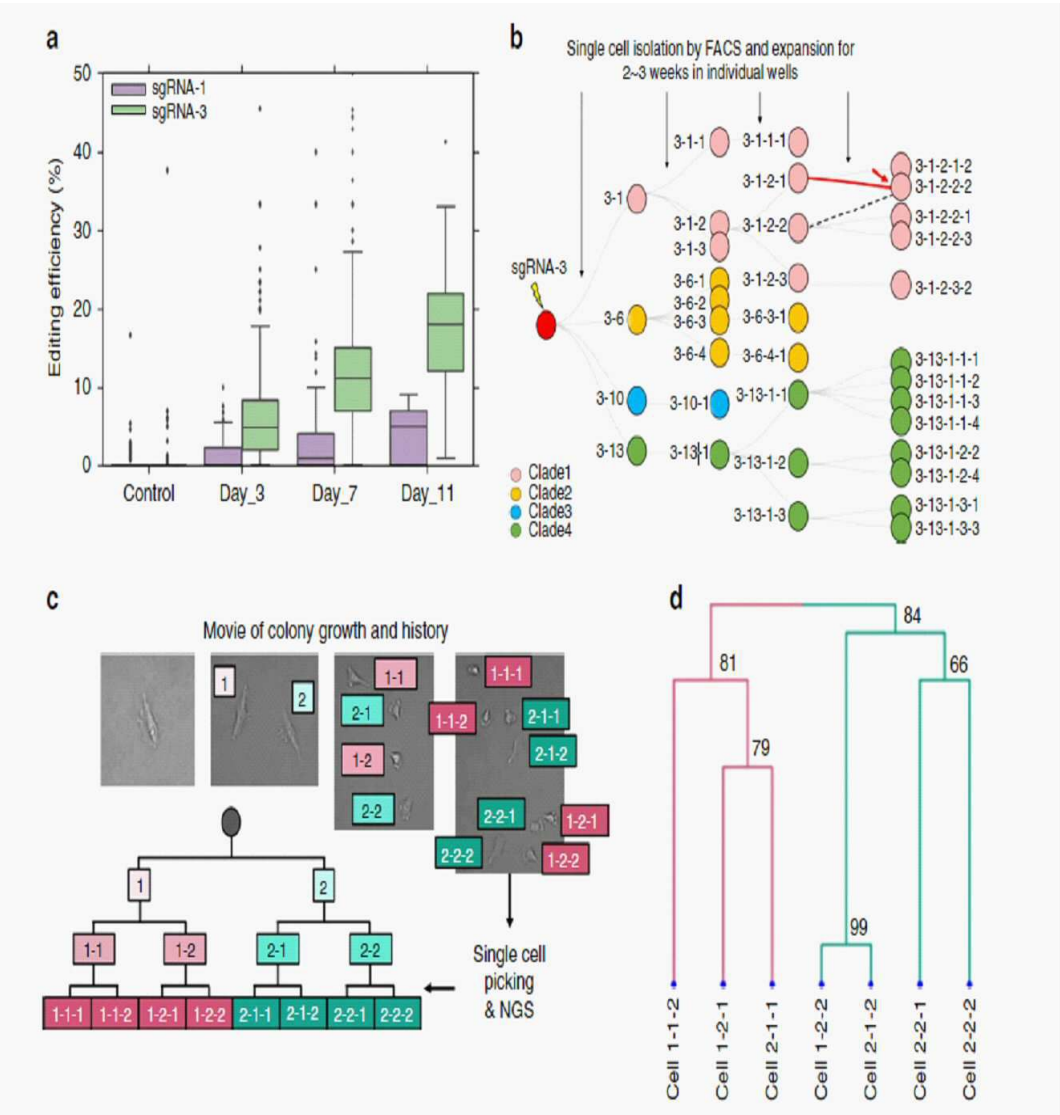 a
Editing efficiency (%)
50
40
30
20
10
0
sgRNA-1
sgRNA-3
Control
Day_3
Day_7
Day_11
b
Single cell isolation by FACS and expansion for
2~3 weeks in individual wells
sgRNA-3
3-1
3-6
3-10
3-13
3-1-1
3-1-2
3-1-3
3-6-1
3-6-2
3-6-3
3-6-4
3-10-1
3-13-1
3-1-1-1
3-1-2-1
3-1-2-2
3-1-2-3
3-6-3-1
3-6-4-1
3-13-1-1
3-13-1-2
3-13-1-3
3-1-2-1-2
3-1-2-2-2
3-1-2-2-1
3-1-2-2-3
3-1-2-3-2
3-13-1-1-1
3-13-1-1-2
3-13-1-1-3
3-13-1-1-4
3-13-1-2-2
3-13-1-2-4
3-13-1-3-1
3-13-1-3-3
Clade1
Clade2
Clade3
Clade4
c
Movie of colony growth and history
1
2
1-1
2-1
1-2
2-2
1-1-1
1-1-2
2-1-1
2-1-2
2-2-1
1-2-1
2-2-2
1-2-2
1
2
1-1
1-2
2-1
2-2
1-1-1
1-1-2
1-2-1
1-2-2
2-1-1
2-1-2
2-2-1
2-2-2
Single cell
picking
& NGS
d
84
81
66
79
99
Cell 1-1-2
Cell 1-2-1
Cell 2-1-1
Cell 1-2-2
Cell 2-1-2
Cell 2-2-1
Cell 2-2-2